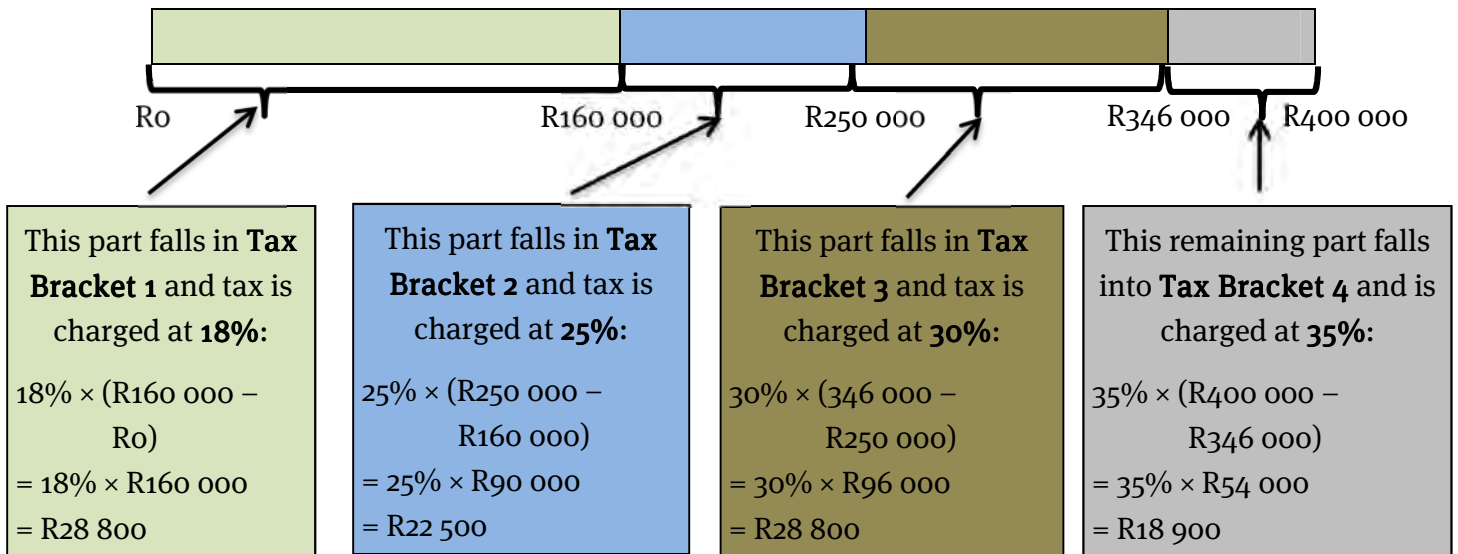 R0 R160 000 R250 000 R346 000 R400 000
This part falls in Tax
Bracket 1 and tax is
charged at 18%:
18% × (R160 000 –
R0)
= 18% × R160 000
= R28 800
This part falls in Tax
Bracket 2 and tax is
charged at 25%:
25% × (R250 000 –
R160 000)
= 25% × R90 000
= R22 500
This part falls in Tax
Bracket 3 and tax is
charged at 30%:
30% × (346 000 –
R250 000)
= 30% × R96 000
= R28 800
This remaining part falls
into Tax Bracket 4 and is
charged at 35%:
35% × (R400 000 –
R346 000)
= 35% × R54 000
= R18 900